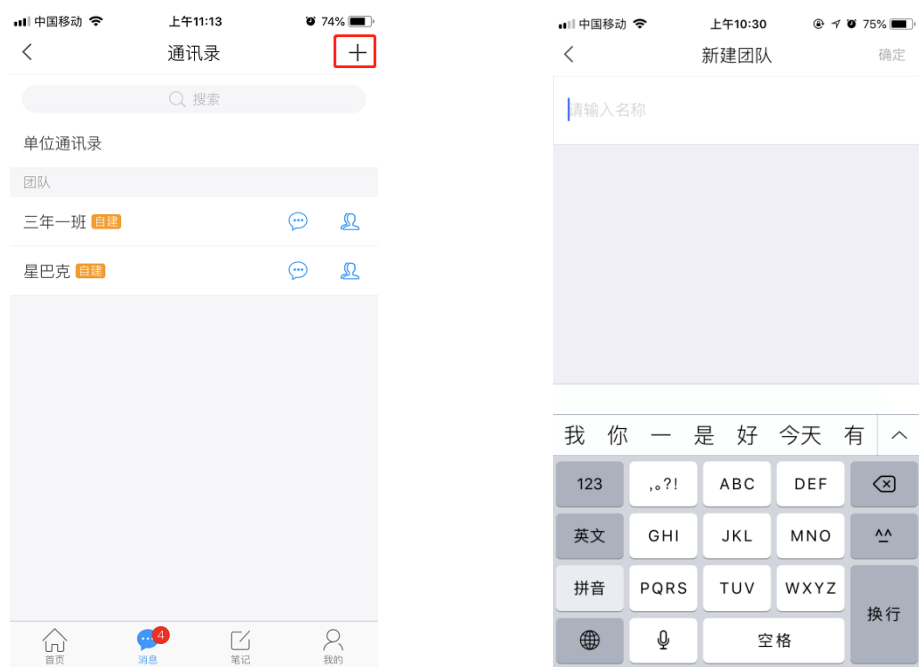 中国移动 上午11:13 74%
通讯录
搜索
单位通讯录
团队
三年一班 自建
星巴克 自建
4
首页 消息 笔记 我的
中国移动 上午10:30 75%
新建团队 确定
请输入名称
我 你 一 是 好 今天 有
123 ,。?! ABC DEF
英文 GHI JKL MNO ^^
拼音 PQRS TUV WXYZ
换行
空格